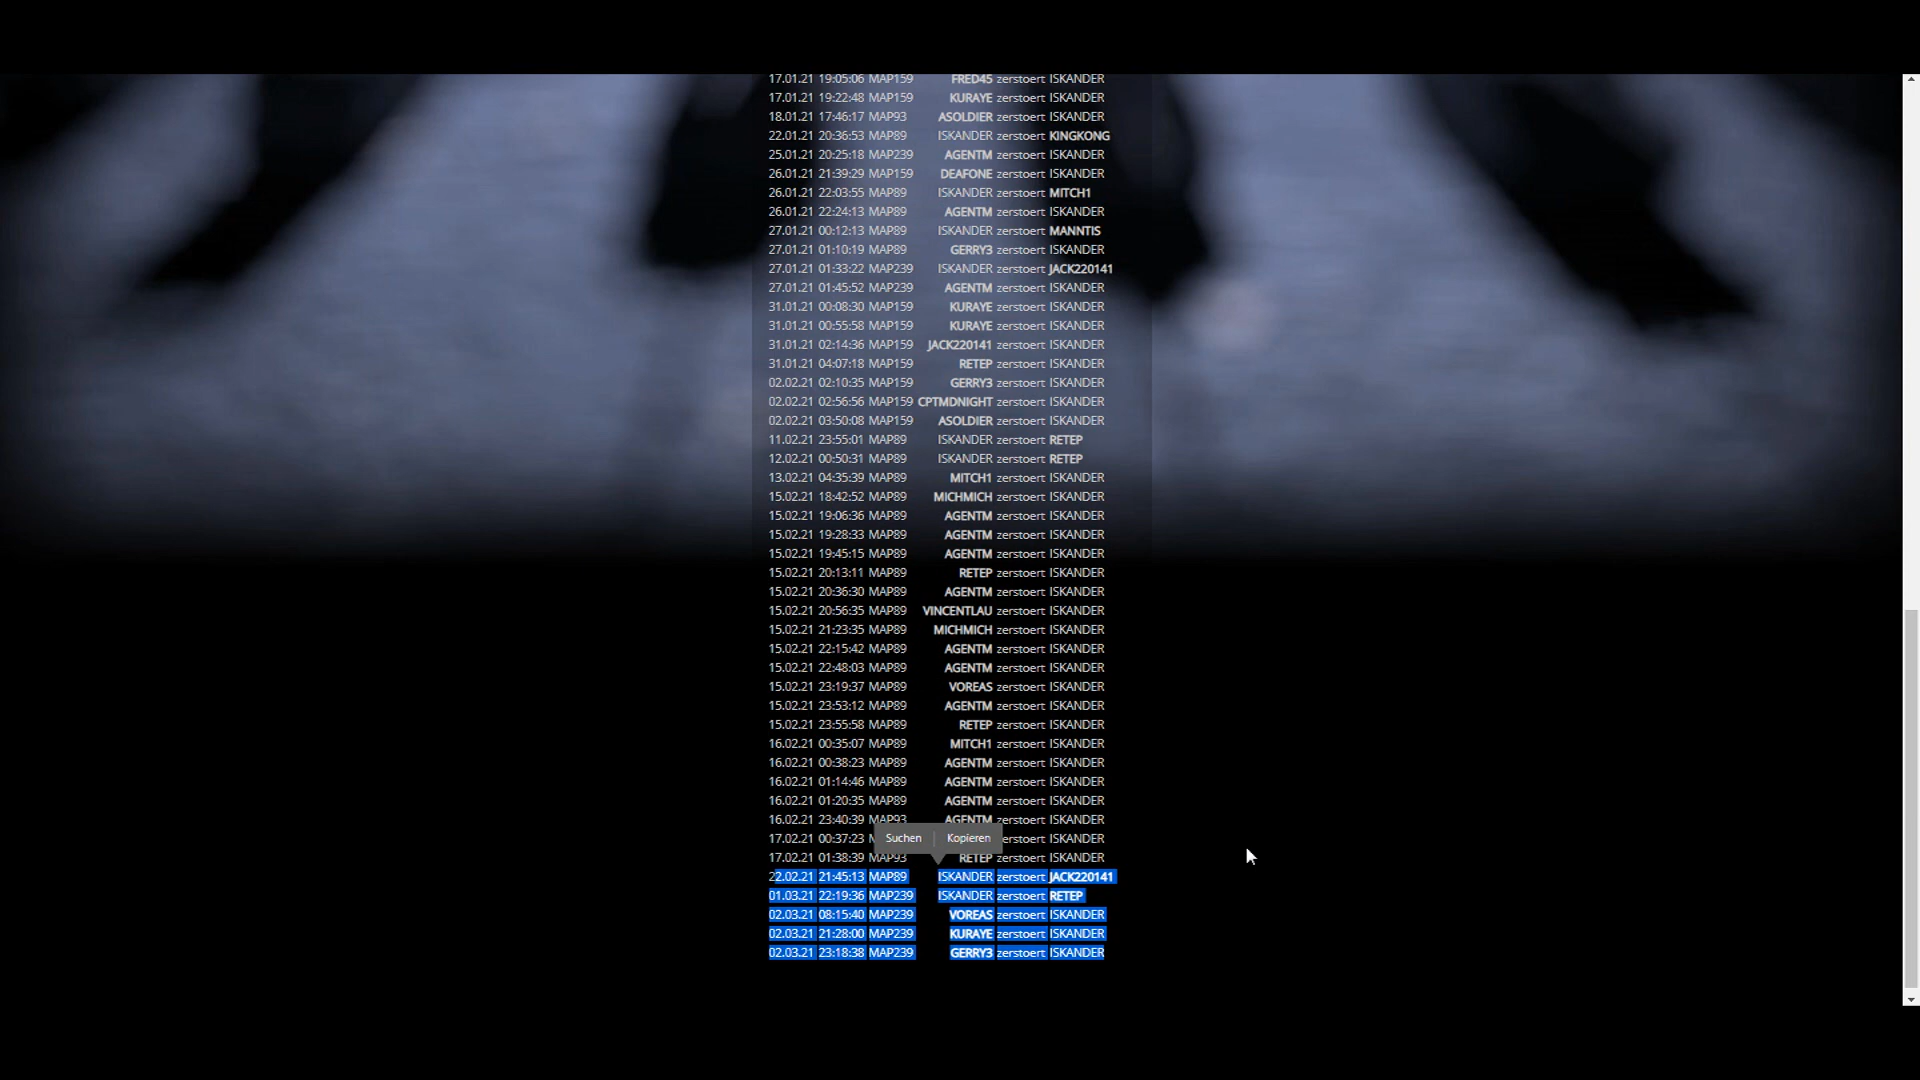 17.01.21 19:05:06 MAP159 FRED45 zerstoert ISKANDER
17.01.21 19:22:48 MAP159 KURAYE zerstoert ISKANDER
18.01.21 17:46:17 MAP93 ASOLDIER zerstoert ISKANDER
22.01.21 20:36:53 MAP89 ISKANDER zerstoert KINGKONG
25.01.21 20:25:18 MAP239 AGENTM zerstoert ISKANDER
26.01.21 21:39:29 MAP159 DEAFONE zerstoert ISKANDER
26.01.21 22:03:55 MAP89 ISKANDER zerstoert MITCH1
26.01.21 22:24:13 MAP89 AGENTM zerstoert ISKANDER
27.01.21 00:12:13 MAP89 ISKANDER zerstoert MANNTIS
27.01.21 01:10:19 MAP89 GERRY3 zerstoert ISKANDER
27.01.21 01:33:22 MAP239 ISKANDER zerstoert JACK220141
27.01.21 01:45:52 MAP239 AGENTM zerstoert ISKANDER
31.01.21 00:08:30 MAP159 KURAYE zerstoert ISKANDER
31.01.21 00:55:58 MAP159 KURAYE zerstoert ISKANDER
31.01.21 02:14:36 MAP159 JACK220141 zerstoert ISKANDER
31.01.21 04:07:18 MAP159 RETEP zerstoert ISKANDER
02.02.21 02:10:35 MAP159 GERRY3 zerstoert ISKANDER
02.02.21 02:56:56 MAP159 CPTMDNIGHT zerstoert ISKANDER
02.02.21 03:50:08 MAP159 ASOLDIER zerstoert ISKANDER
11.02.21 23:55:01 MAP89 ISKANDER zerstoert RETEP
12.02.21 00:50:31 MAP89 ISKANDER zerstoert RETEP
13.02.21 04:35:39 MAP89 MITCH1 zerstoert ISKANDER
15.02.21 18:42:52 MAP89 MICHMICH zerstoert ISKANDER
15.02.21 19:06:36 MAP89 AGENTM zerstoert ISKANDER
15.02.21 19:28:33 MAP89 AGENTM zerstoert ISKANDER
15.02.21 19:45:15 MAP89 AGENTM zerstoert ISKANDER
15.02.21 20:13:11 MAP89 RETEP zerstoert ISKANDER
15.02.21 20:36:30 MAP89 AGENTM zerstoert ISKANDER
15.02.21 20:56:35 MAP89 VINCENTLAU zerstoert ISKANDER
15.02.21 21:23:35 MAP89 MICHMICH zerstoert ISKANDER
15.02.21 22:15:42 MAP89 AGENTM zerstoert ISKANDER
15.02.21 22:48:03 MAP89 AGENTM zerstoert ISKANDER
15.02.21 23:19:37 MAP89 VOREAS zerstoert ISKANDER
15.02.21 23:53:12 MAP89 AGENTM zerstoert ISKANDER
15.02.21 23:55:58 MAP89 RETEP zerstoert ISKANDER
16.02.21 00:35:07 MAP89 MITCH1 zerstoert ISKANDER
16.02.21 00:38:23 MAP89 AGENTM zerstoert ISKANDER
16.02.21 01:14:46 MAP89 AGENTM zerstoert ISKANDER
16.02.21 01:20:35 MAP89 AGENTM zerstoert ISKANDER
16.02.21 23:40:39 MAP93 AGENTM zerstoert ISKANDER
Suchen | Kopieren
17.02.21 00:37:23 ISKANDER
17.02.21 01:38:39 MAP93 RETEP zerstoert ISKANDER
22.02.21 21:45:13 MAP89 ISKANDER zerstoert JACK220141
01.03.21 22:19:36 MAP239 ISKANDER zerstoert RETEP
02.03.21 08:15:40 MAP239 VOREAS zerstoert ISKANDER
02.03.21 21:28:00 MAP239 KURAYE zerstoert ISKANDER
02.03.21 23:18:38 MAP239 GERRY3 zerstoert ISKANDER